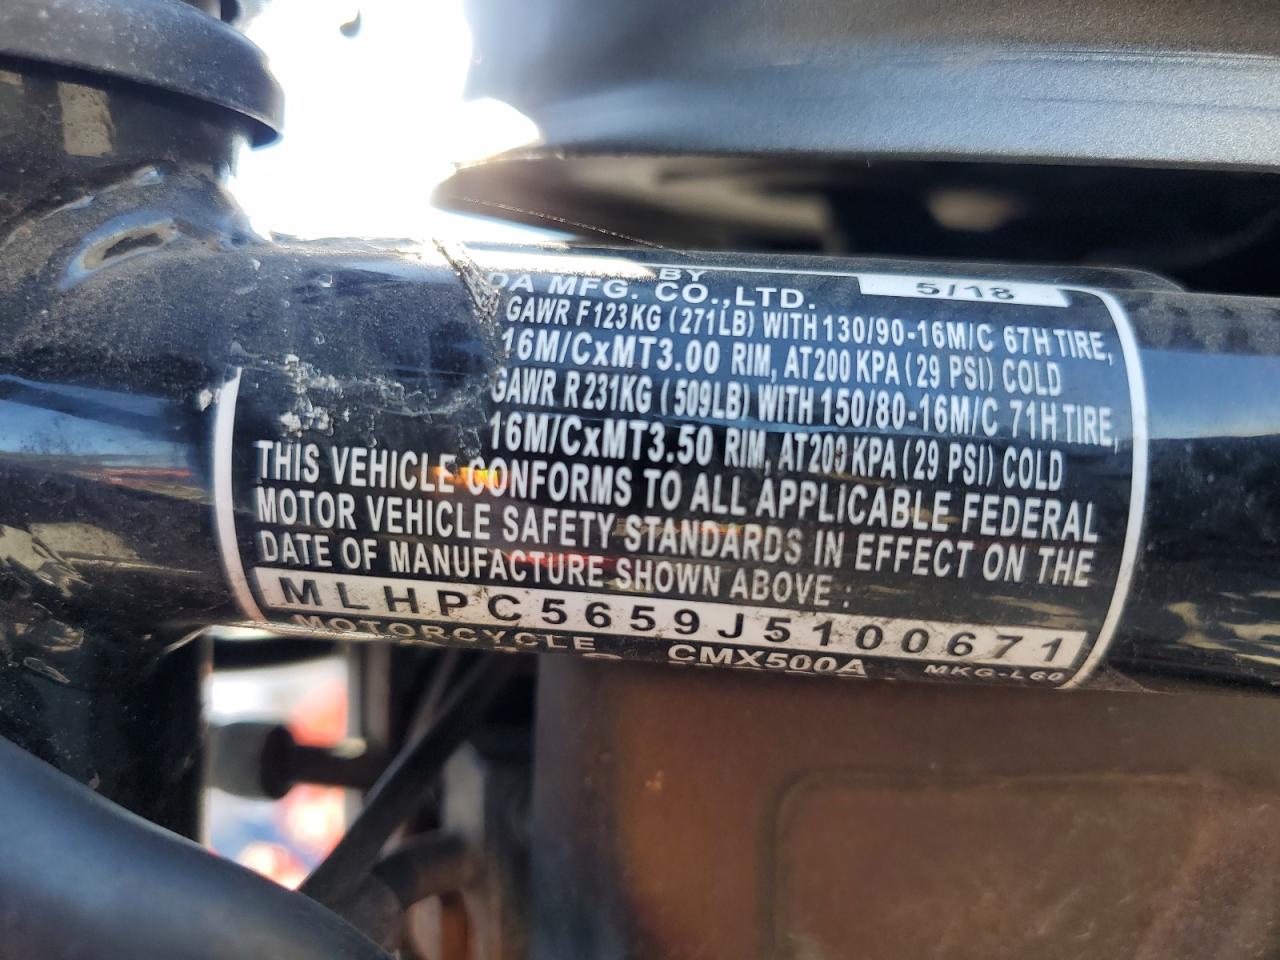 BY
DA MFG. CO.,LTD. 5/18
GAWR F123KG (271LB) WITH 130/90-16M/C 67H TIRE,
16M/CxMT3.00 RIM, AT200 KPA (29 PSI) COLD
GAWR R231KG (509LB) WITH 150/80-16M/C 71H TIRE,
16M/CxMT3.50 RIM, AT200 KPA (29 PSI) COLD
THIS VEHICLE CONFORMS TO ALL APPLICABLE FEDERAL
MOTOR VEHICLE SAFETY STANDARDS IN EFFECT ON THE
DATE OF MANUFACTURE SHOWN ABOVE :
MLHPC5659J5100671
MOTORCYCLE CMX500A MKG-L60